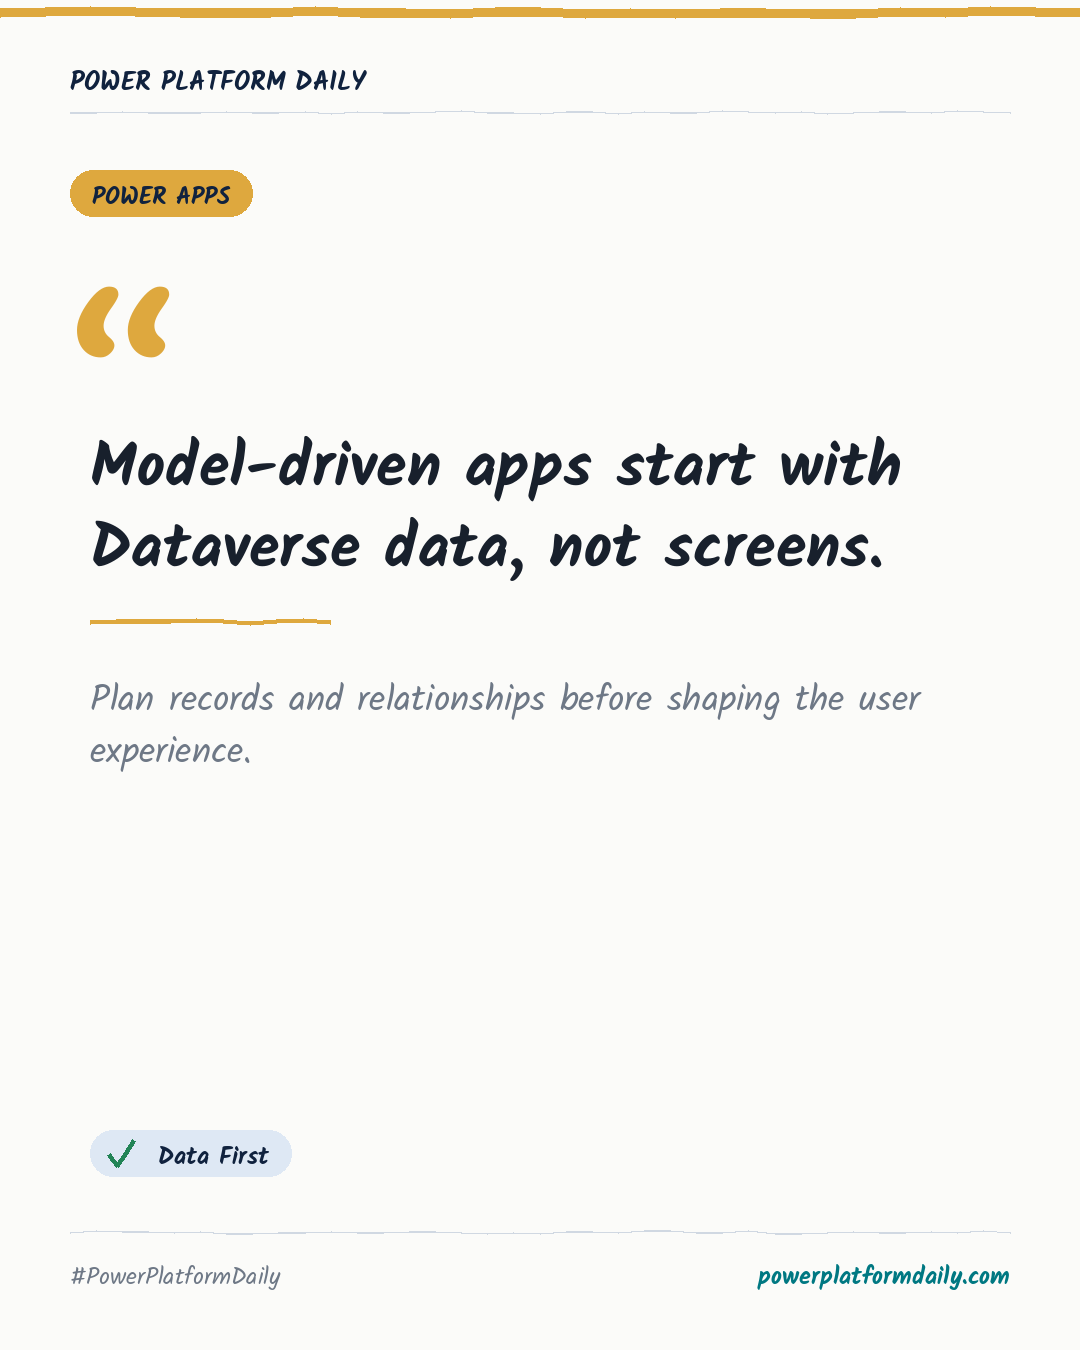 POWER PLATFORM DAILY
POWER APPS
“
Model-driven apps start with
Dataverse data, not screens.
Plan records and relationships before shaping the user
experience.
Data First
#PowerPlatformDaily
powerplatformdaily.com